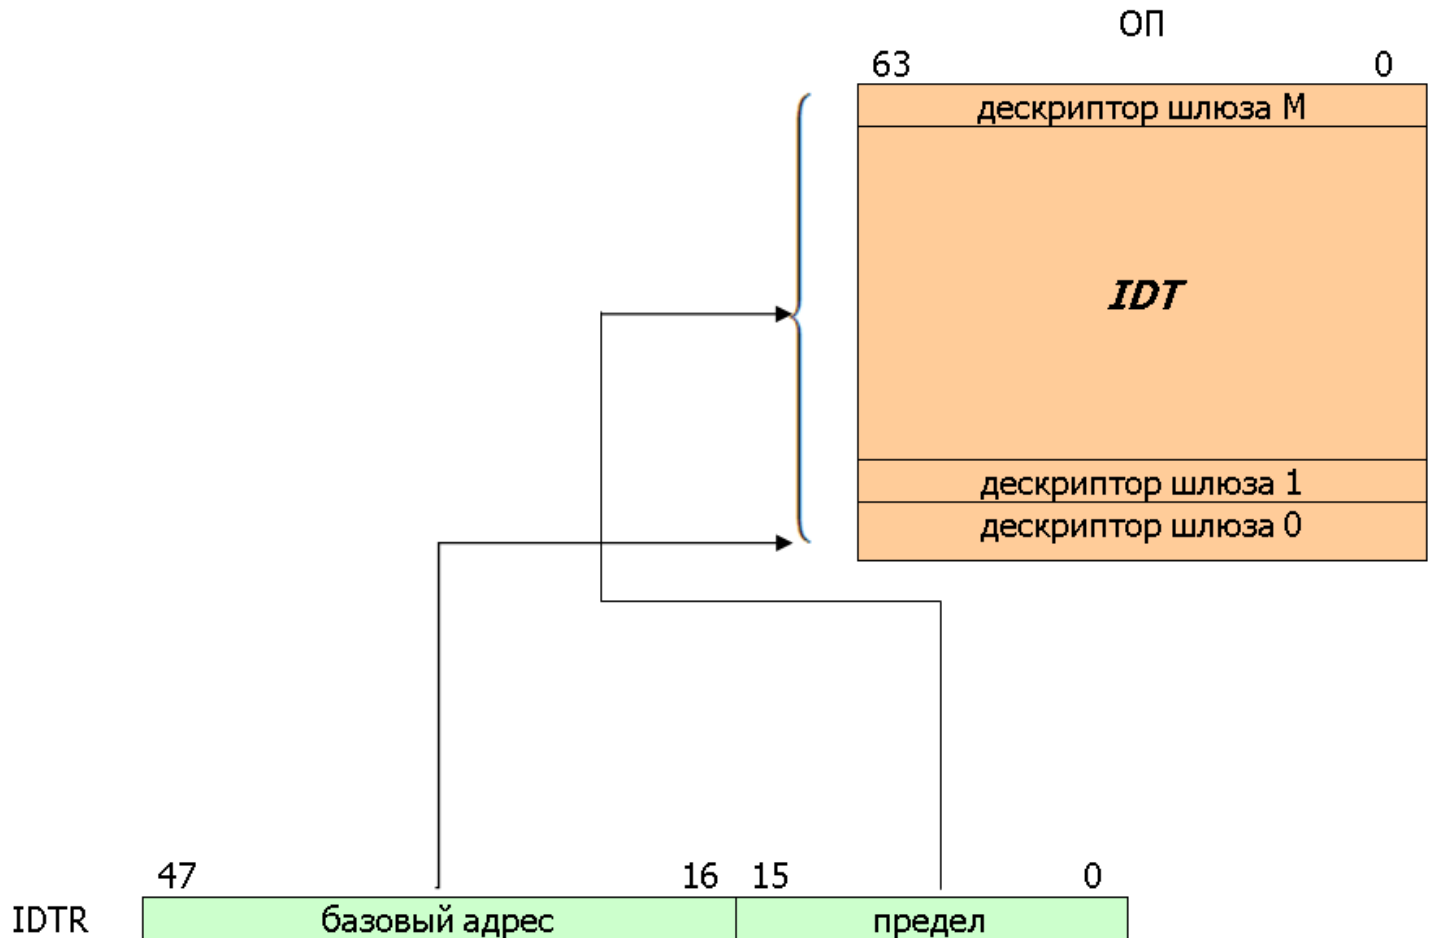 ОП
63 0
дескриптор шлюза M
IDT
дескриптор шлюза 1
дескриптор шлюза 0
47 16 15 0
IDTR базовый адрес предел